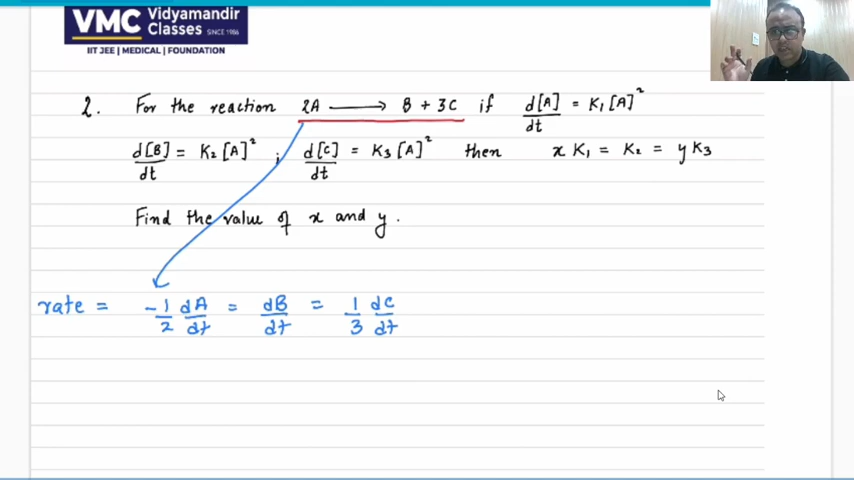 VMC Vidyamandir Classes SINCE 1986
IIT JEE | MEDICAL | FOUNDATION
2. For the reaction 2A ⟶ B + 3C if d[A]/dt = K₁[A]²
d[B]/dt = K₂[A]² ; d[C]/dt = K₃[A]² then x K₁ = K₂ = y K₃
Find the value of x and y.
rate = -1/2 dA/dt = dB/dt = 1/3 dC/dt